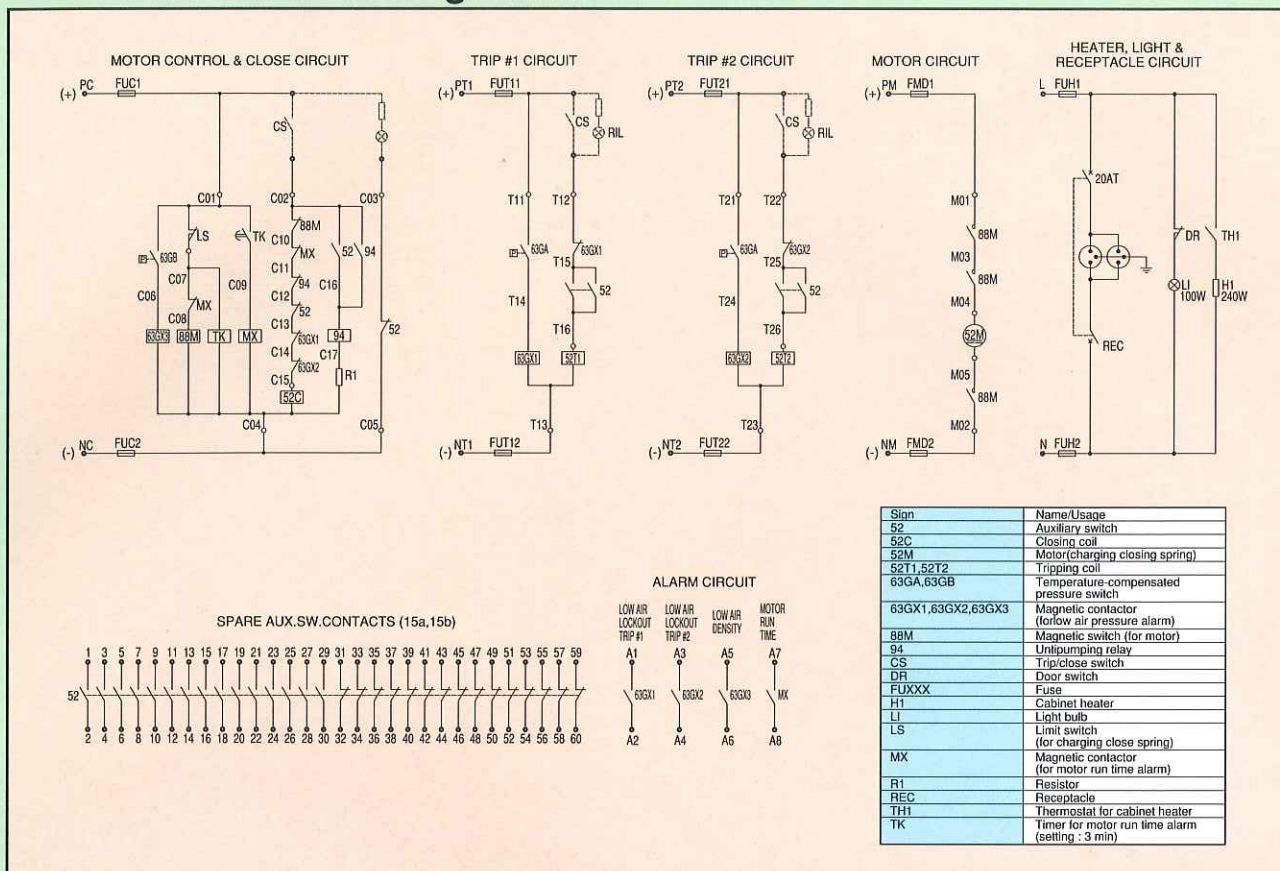 MOTOR CONTROL & CLOSE CIRCUIT
TRIP #1 CIRCUIT
TRIP #2 CIRCUIT
MOTOR CIRCUIT
HEATER, LIGHT &
RECEPTACLE CIRCUIT
(+) PC FUC1
CS
C01
C02
C03
63GB
LS
TK
88M
C10
MX
C11
94
C12
52
C13
63GX1
C14
63GX2
C15
52C
52
94
C16
94
C17
R1
52
C06
C07
MX
C08
C09
63GX3
88M
TK
MX
C04
C05
(-) NC FUC2
(+) PT1 FUT11
CS
RIL
T11
T12
P
63GA
63GX1
T15
52
T14
T16
63GX1
52T1
T13
(-) NT1 FUT12
(+) PT2 FUT21
CS
RIL
T21
T22
P
63GA
63GX2
T25
52
T24
T26
63GX2
52T2
T23
(-) NT2 FUT22
(+) PM FMD1
M01
88M
M03
88M
M04
52M
M05
88M
M02
(-) NM FMD2
L FUH1
20AT
DR
TH1
LI
100W
H1
240W
REC
N FUH2
SPARE AUX.SW.CONTACTS (15a,15b)
1 3 5 7 9 11 13 15 17 19 21 23 25 27 29 31 33 35 37 39 41 43 45 47 49 51 53 55 57 59
52
2 4 6 8 10 12 14 16 18 20 22 24 26 28 30 32 34 36 38 40 42 44 46 48 50 52 54 56 58 60
ALARM CIRCUIT
LOW AIR
LOCKOUT
TRIP #1
LOW AIR
LOCKOUT
TRIP #2
LOW AIR
DENSITY
MOTOR
RUN
TIME
A1 A3 A5 A7
63GX1 63GX2 63GX3 MX
A2 A4 A6 A8
Sign Name/Usage
52 Auxiliary switch
52C Closing coil
52M Motor(charging closing spring)
52T1,52T2 Tripping coil
63GA,63GB Temperature-compensated
pressure switch
63GX1,63GX2,63GX3 Magnetic contactor
(forlow air pressure alarm)
88M Magnetic switch (for motor)
94 Untipumping relay
CS Trip/close switch
DR Door switch
FUXXX Fuse
H1 Cabinet heater
LI Light bulb
LS Limit switch
(for charging close spring)
MX Magnetic contactor
(for motor run time alarm)
R1 Resistor
REC Receptacle
TH1 Thermostat for cabinet heater
TK Timer for motor run time alarm
(setting : 3 min)